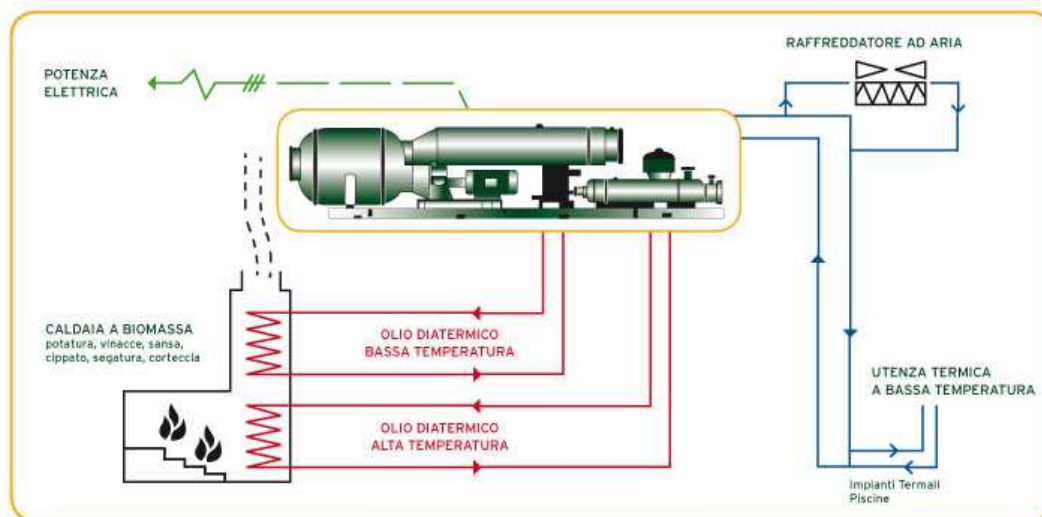 RAFFREDDATORE AD ARIA
POTENZA
ELETTRICA
CALDAIA A BIOMASSA
potatura, vinacce, sansa,
cippato, segatura, corteccia
OLIO DIATERMICO
BASSA TEMPERATURA
OLIO DIATERMICO
ALTA TEMPERATURA
UTENZA TERMICA
A BASSA TEMPERATURA
Impianti Termali
Piscine